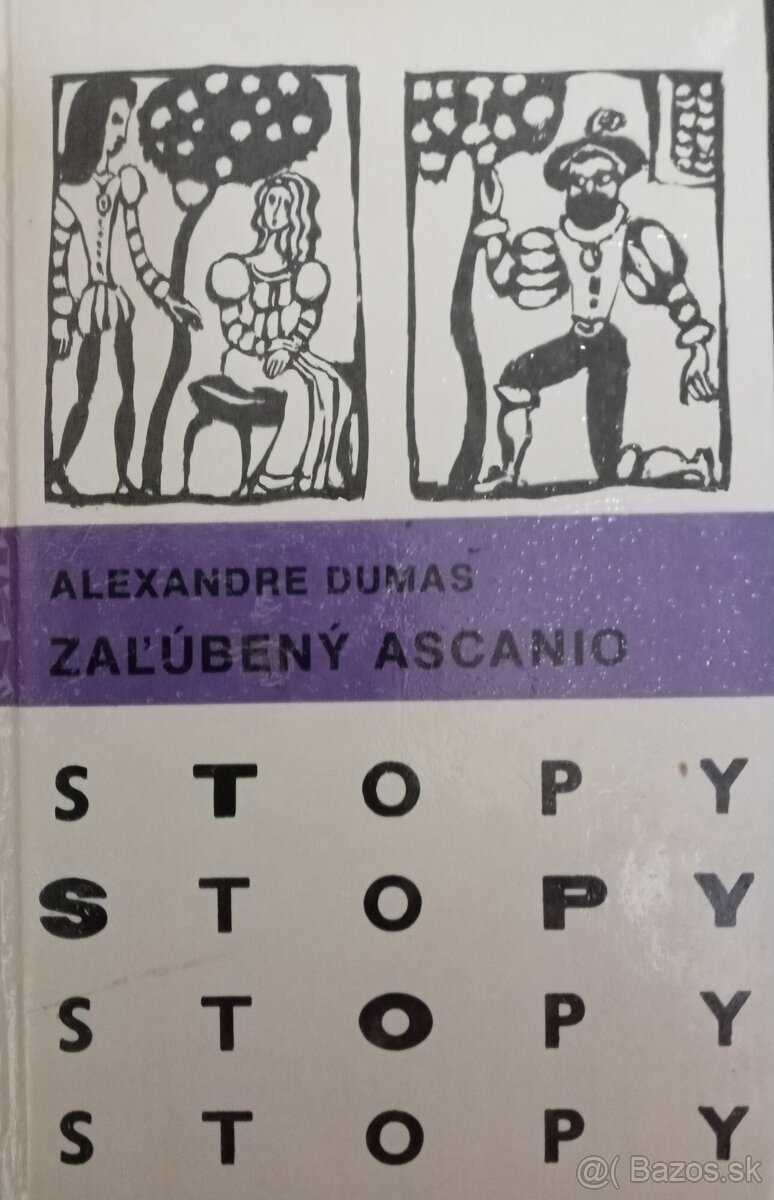 ALEXANDRE DUMAS
ZAĽÚBENÝ ASCANIO
S T O P Y
S T O P Y
S T O P Y
S T O P Y
@( Bazos.sk